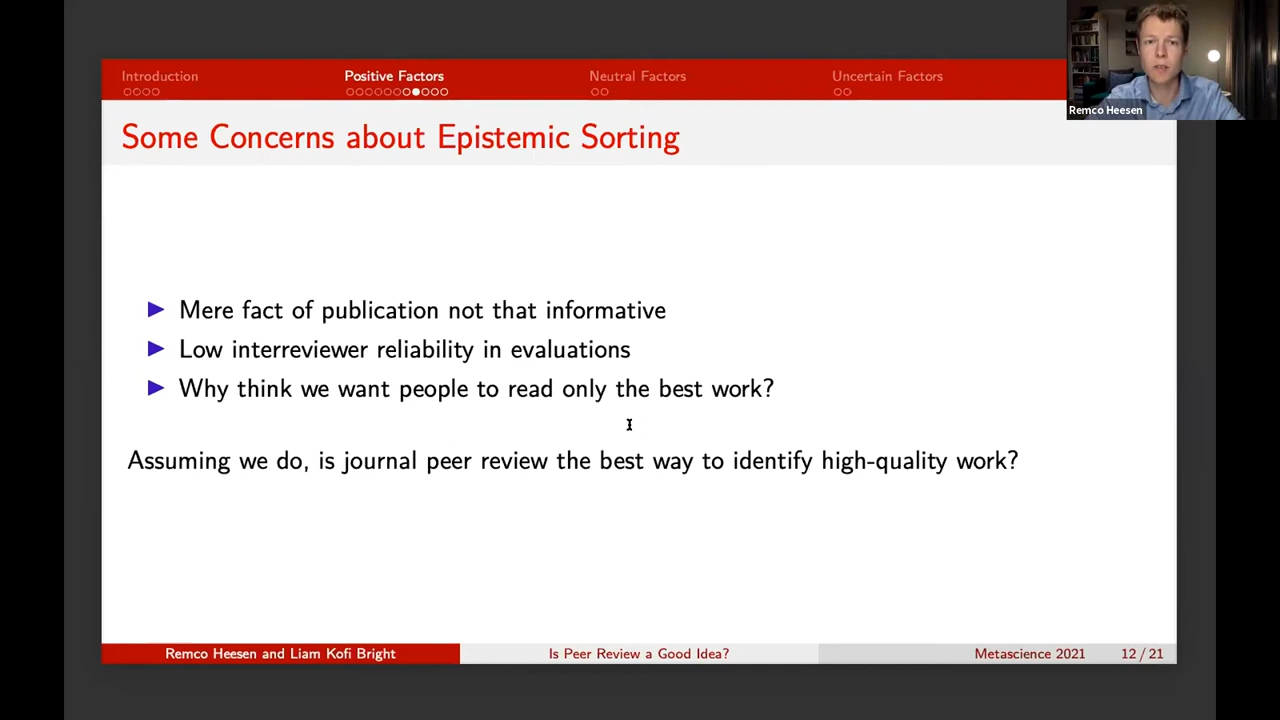 Introduction
Positive Factors
Neutral Factors
Uncertain Factors
Remco Heesen
Some Concerns about Epistemic Sorting
Mere fact of publication not that informative
Low interreviewer reliability in evaluations
Why think we want people to read only the best work?
Assuming we do, is journal peer review the best way to identify high-quality work?
Remco Heesen and Liam Kofi Bright
Is Peer Review a Good Idea?
Metascience 2021
12 / 21